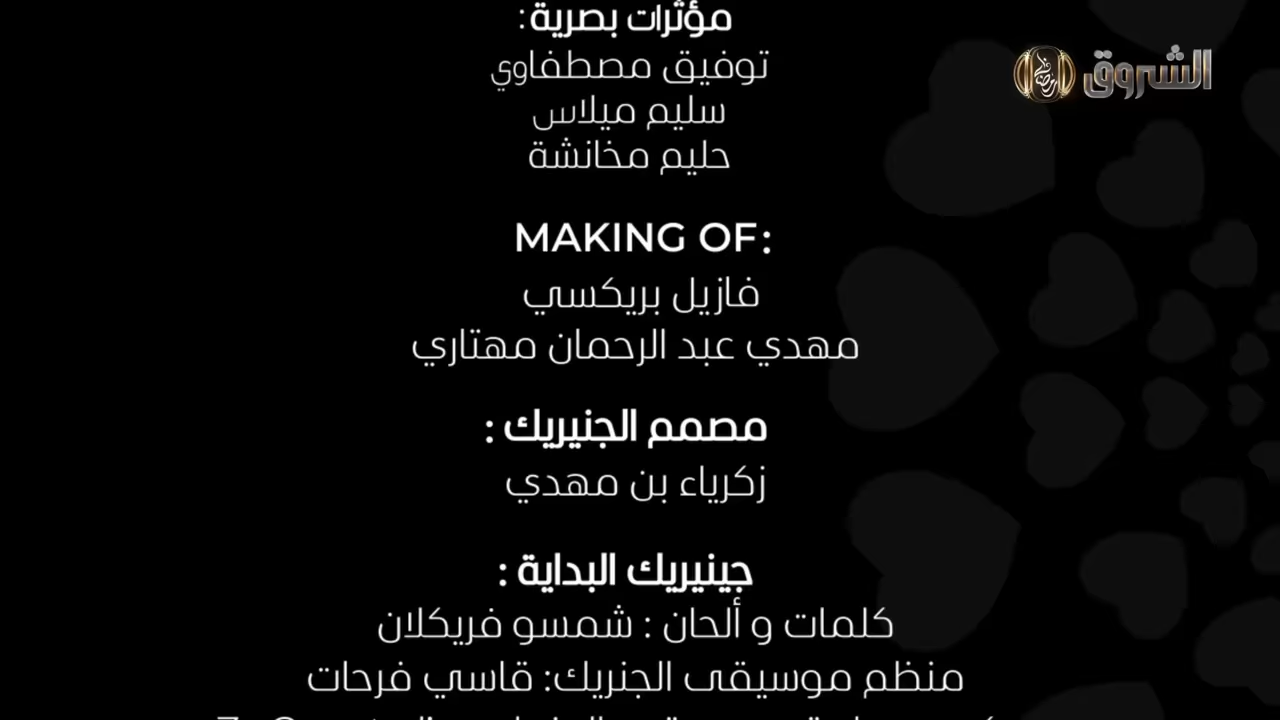 مؤثرات بصرية:
توفيق مصطفاوي
سليم ميلاس
حليم مخانشة
الشروق
رمضان
MAKING OF:
فازيل بريكسي
مهدي عبد الرحمان مهتاري
مصمم الجنيريك :
زكرياء بن مهدي
جينيريك البداية :
كلمات و ألحان : شمسو فريكلان
منظم موسيقى الجنريك: قاسي فرحات